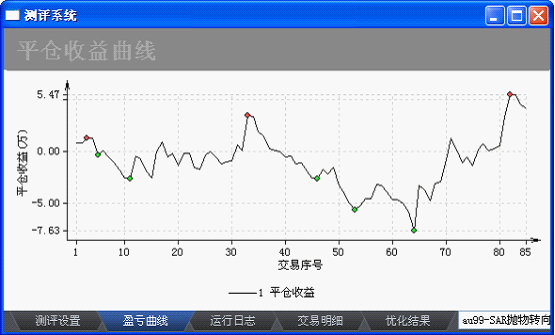 测评系统
平仓收益曲线
平仓收益(万)
5.47
0.00
-5.00
-7.63
1 10 20 30 40 50 60 70 80 85
交易序号
1 平仓收益
测评设置 盈亏曲线 运行日志 交易明细 优化结果 au99-SAR抛物转向